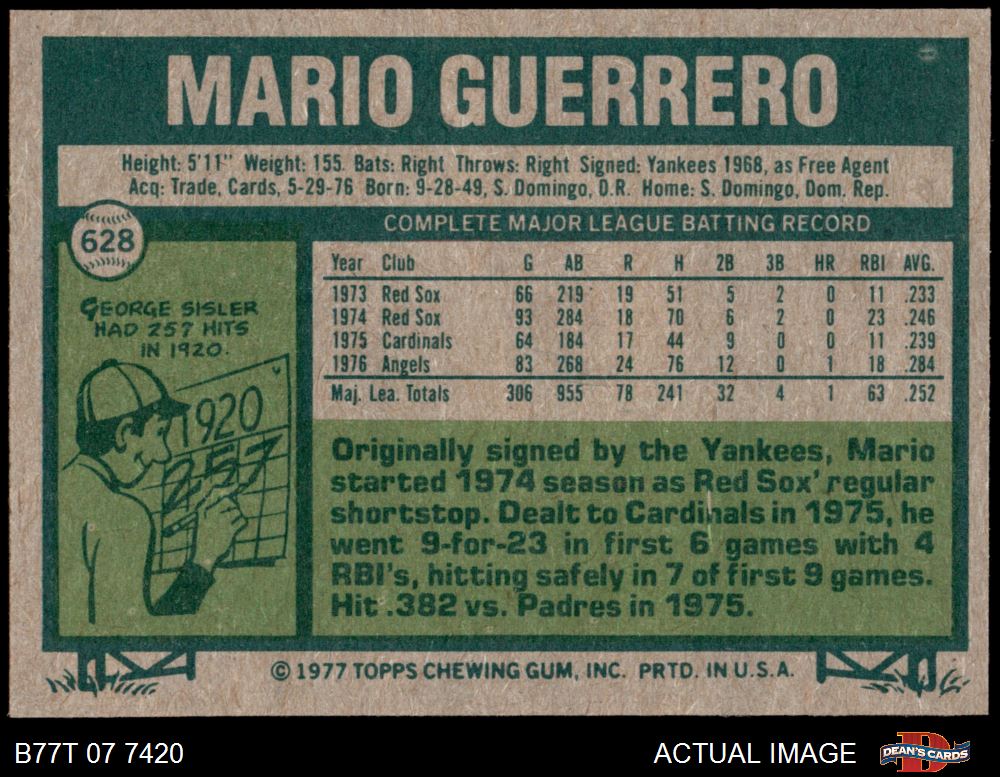 MARIO GUERRERO
Height: 5'11" Weight: 155 Bats: Right Throws: Right Signed: Yankees 1968, as Free Agent
Acq: Trade, Cards, 5-29-76 Born: 9-28-49, S. Domingo, D.R. Home: S. Domingo, Dom. Rep.
628
GEORGE SISLER
HAD 257 HITS
IN 1920.
1920
257
COMPLETE MAJOR LEAGUE BATTING RECORD
Year Club G AB R H 2B 3B HR RBI AVG.
1973 Red Sox 66 219 19 51 5 2 0 11 .233
1974 Red Sox 93 284 18 70 6 2 0 23 .246
1975 Cardinals 64 184 17 44 9 0 0 11 .239
1976 Angels 83 268 24 76 12 0 1 18 .284
Maj. Lea. Totals 306 955 78 241 32 4 1 63 .252
Originally signed by the Yankees, Mario
started 1974 season as Red Sox' regular
shortstop. Dealt to Cardinals in 1975, he
went 9-for-23 in first 6 games with 4
RBI's, hitting safely in 7 of first 9 games.
Hit .382 vs. Padres in 1975.
© 1977 TOPPS CHEWING GUM, INC. PRTD. IN U.S.A.
B77T 07 7420
ACTUAL IMAGE
DEAN'S CARDS